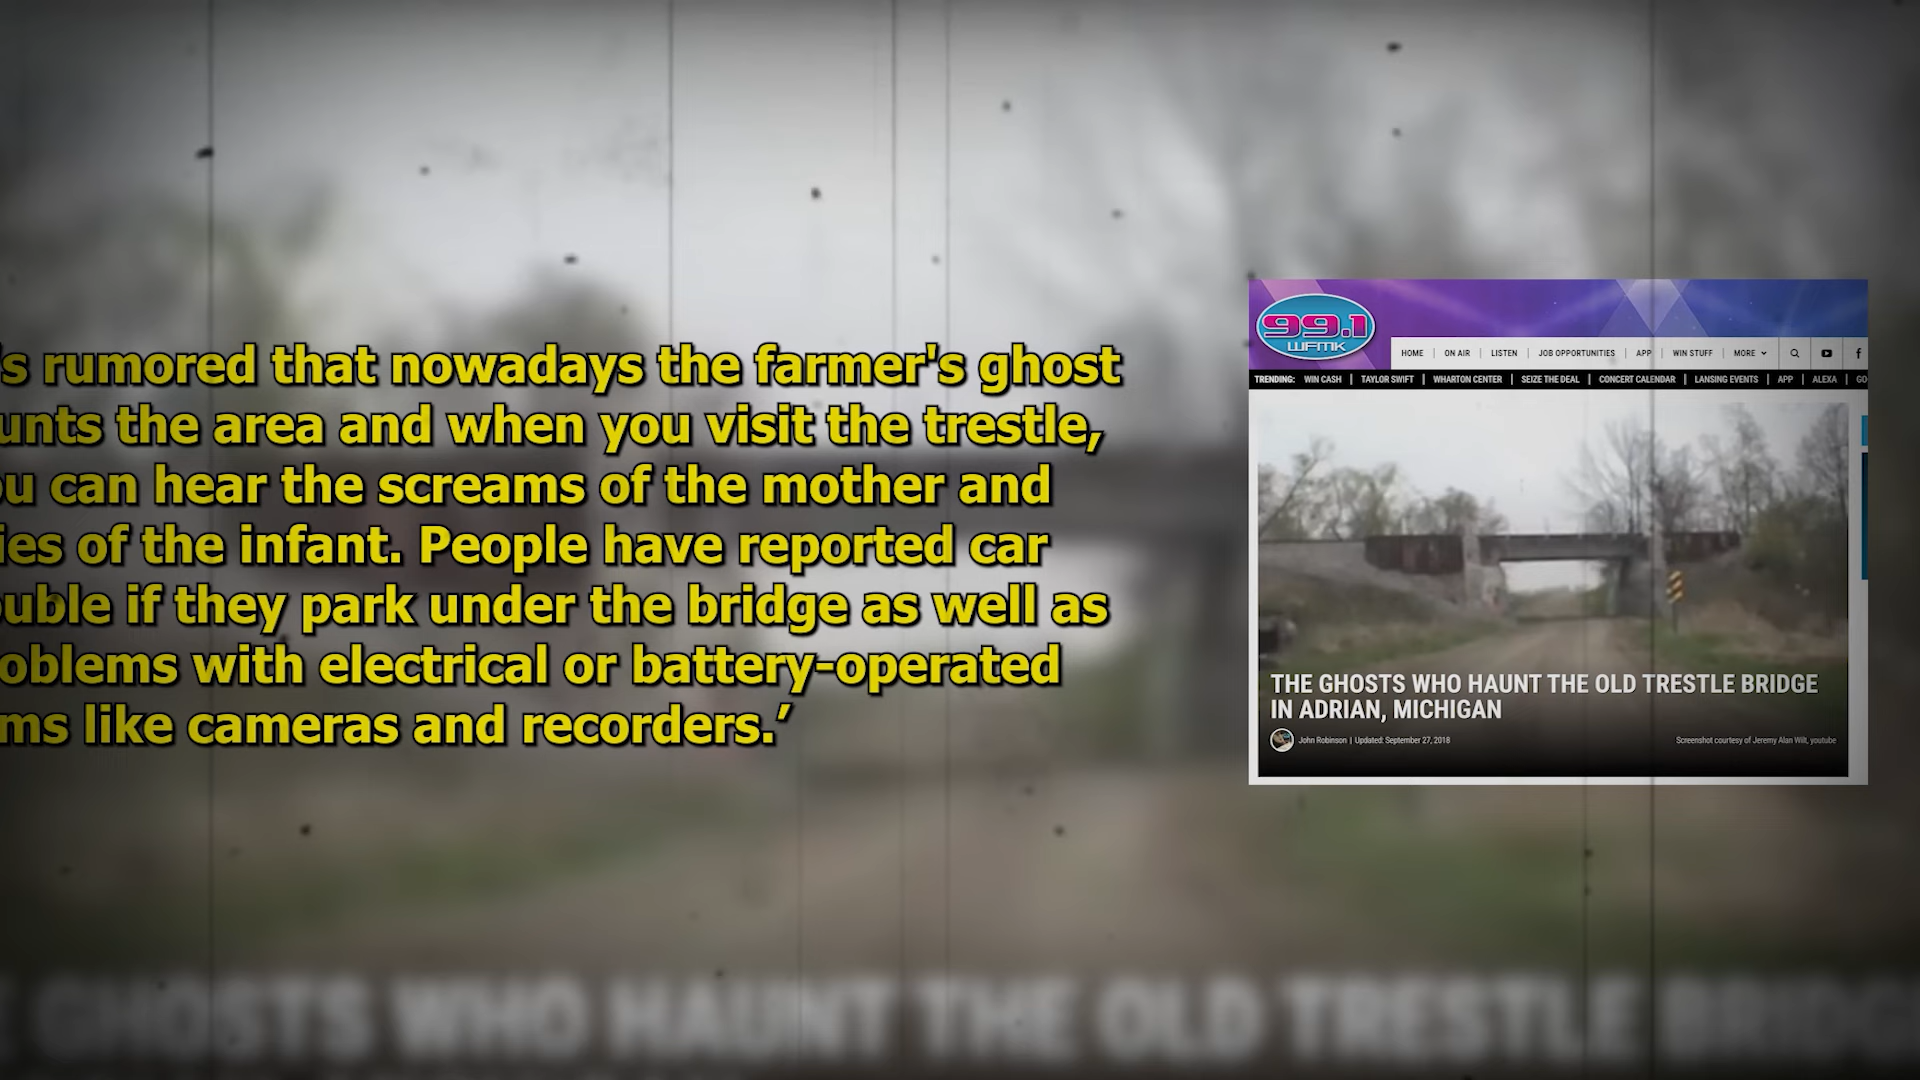 's rumored that nowadays the farmer's ghost
unts the area and when you visit the trestle,
ou can hear the screams of the mother and
ies of the infant. People have reported car
ouble if they park under the bridge as well as
oblems with electrical or battery-operated
ms like cameras and recorders.’
99.1
WFMK
HOME ON AIR LISTEN JOB OPPORTUNITIES APP WIN STUFF MORE
TRENDING: WIN CASH TAYLOR SWIFT WHARTON CENTER SEIZE THE DEAL CONCERT CALENDAR LANSING EVENTS APP ALEXA GO
THE GHOSTS WHO HAUNT THE OLD TRESTLE BRIDGE
IN ADRIAN, MICHIGAN
John Robinson | Updated: September 27, 2018
Screenshot courtesy of Jeremy Alan Wilt, youtube
GHOSTS WHO HAUNT THE OLD TRESTLE BRIDG